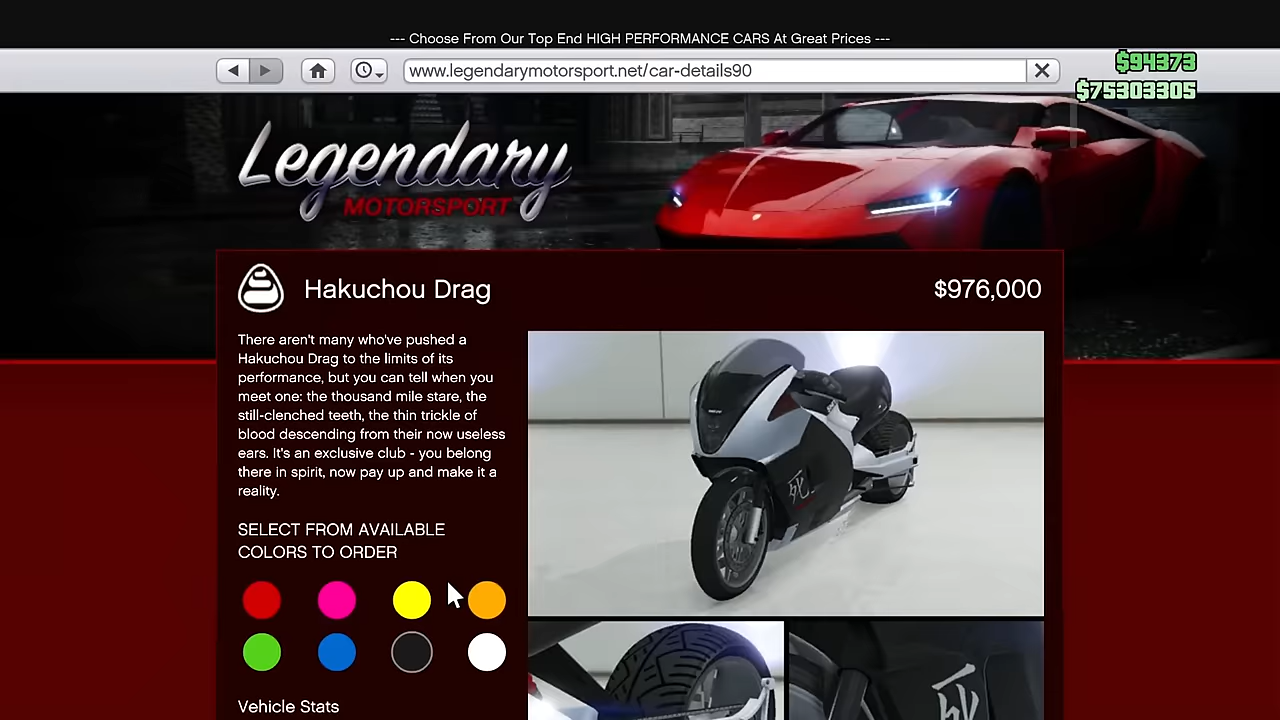 --- Choose From Our Top End HIGH PERFORMANCE CARS At Great Prices ---
www.legendarymotorsport.net/car-details90
$94373
$75303305
Legendary
MOTORSPORT
Hakuchou Drag
$976,000
There aren't many who've pushed a
Hakuchou Drag to the limits of its
performance, but you can tell when you
meet one: the thousand mile stare, the
still-clenched teeth, the thin trickle of
blood descending from their now useless
ears. It's an exclusive club - you belong
there in spirit, now pay up and make it a
reality.
死
SELECT FROM AVAILABLE
COLORS TO ORDER
死
Vehicle Stats